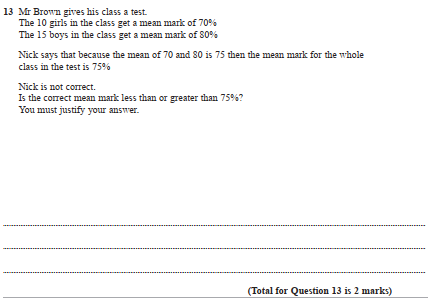 13 Mr Brown gives his class a test.
The 10 girls in the class get a mean mark of 70%
The 15 boys in the class get a mean mark of 80%
Nick says that because the mean of 70 and 80 is 75 then the mean mark for the whole
class in the test is 75%
Nick is not correct.
Is the correct mean mark less than or greater than 75%?
You must justify your answer.
(Total for Question 13 is 2 marks)